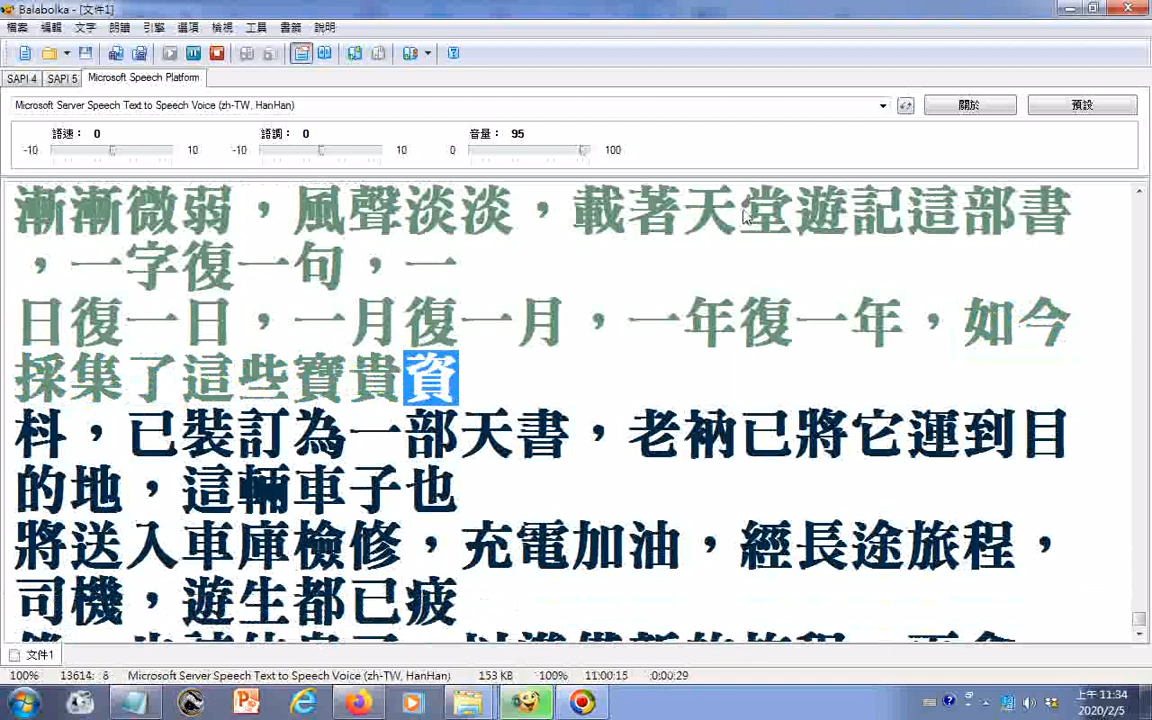 Balabolka - [文件1]
檔案 編輯 文字 朗讀 引擎 選項 檢視 工具 書籤 說明
SAPI 4 SAPI 5 Microsoft Speech Platform
Microsoft Server Speech Text to Speech Voice (zh-TW, HanHan) 關於 預設
語速： 0 語調： 0 音量： 95
-10 10 -10 10 0 100
漸漸微弱，風聲淡淡，載著天堂遊記這部書
，一字復一句，一
日復一日，一月復一月，一年復一年，如今
採集了這些寶貴資
料，已裝訂為一部天書，老衲已將它運到目
的地，這輛車子也
將送入車庫檢修，充電加油，經長途旅程，
司機，遊生都已疲
文件1
100% 13614: 8 Microsoft Server Speech Text to Speech Voice (zh-TW, HanHan) 153 KB 100% 11:00:15 0:00:29
上午 11:34
2020/2/5